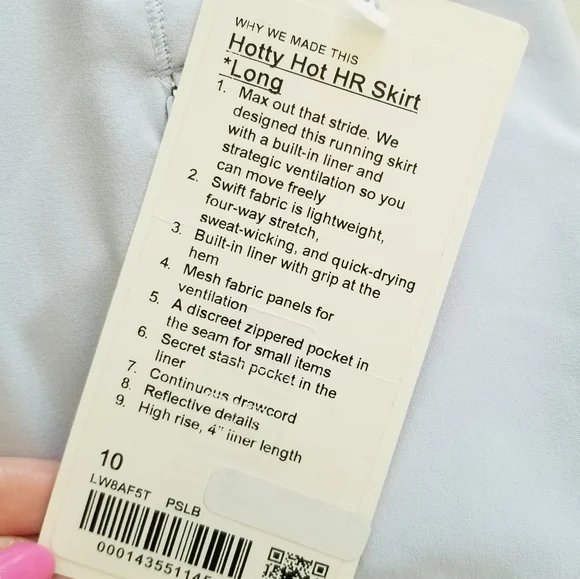 WHY WE MADE THIS
Hotty Hot HR Skirt
*Long
1. Max out that stride. We
designed this running skirt
with a built-in liner and
strategic ventilation so you
can move freely
2. Swift fabric is lightweight,
four-way stretch,
sweat-wicking, and quick-drying
3. Built-in liner with grip at the
hem
4. Mesh fabric panels for
ventilation
5. A discreet zippered pocket in
the seam for small items
6. Secret stash pocket in the
liner
7. Continuous drawcord
8. Reflective details
9. High rise, 4" liner length
10
LW8AF5T PSLB